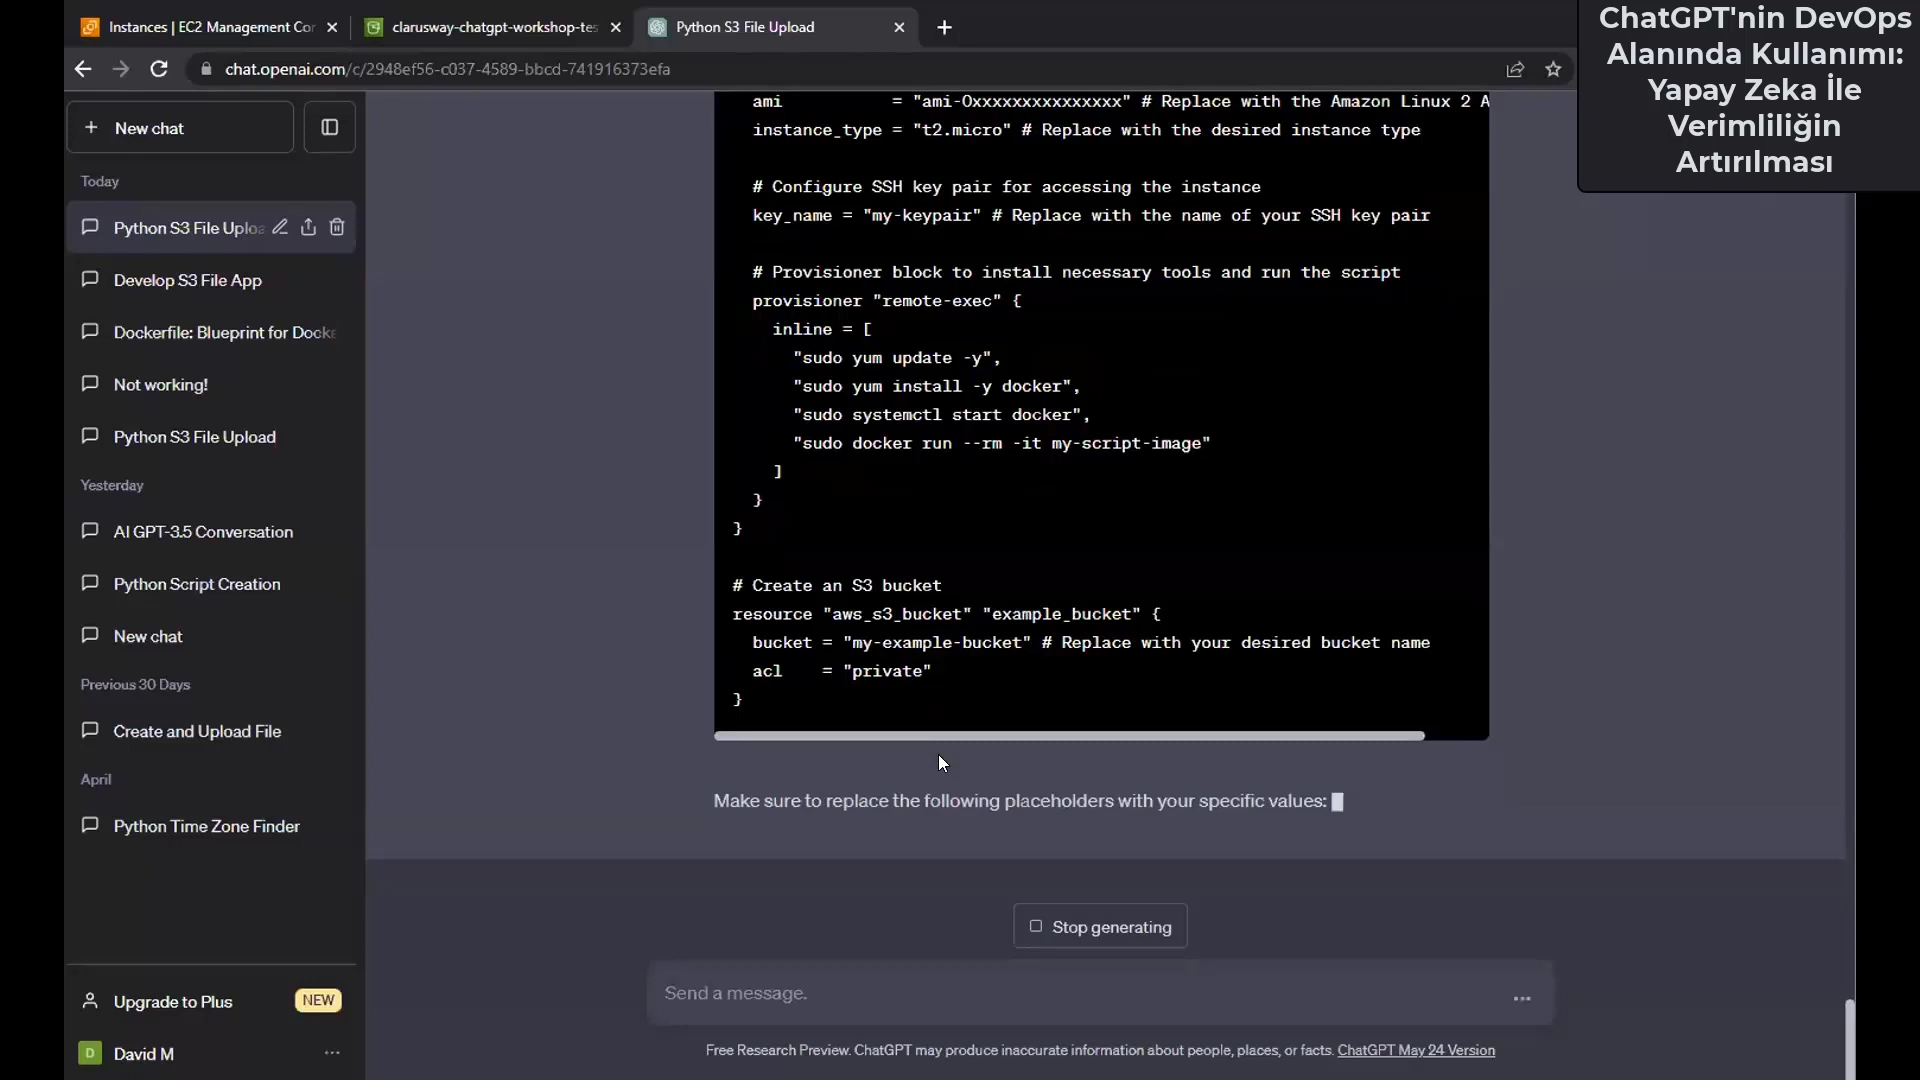 Instances | EC2 Management Cor
clarusway-chatgpt-workshop-tes
Python S3 File Upload
ChatGPT'nin DevOps
Alanında Kullanımı:
Yapay Zeka İle
Verimliliğin
Artırılması
chat.openai.com/c/2948ef56-c037-4589-bbcd-741916373efa
New chat
Today
Python S3 File Uploa
Develop S3 File App
Dockerfile: Blueprint for Docke
Not working!
Python S3 File Upload
Yesterday
AI GPT-3.5 Conversation
Python Script Creation
New chat
Previous 30 Days
Create and Upload File
April
Python Time Zone Finder
Upgrade to Plus NEW
D David M
ami = "ami-0xxxxxxxxxxxxxxx" # Replace with the Amazon Linux 2 A
instance_type = "t2.micro" # Replace with the desired instance type
# Configure SSH key pair for accessing the instance
key_name = "my-keypair" # Replace with the name of your SSH key pair
# Provisioner block to install necessary tools and run the script
provisioner "remote-exec" {
inline = [
"sudo yum update -y",
"sudo yum install -y docker",
"sudo systemctl start docker",
"sudo docker run --rm -it my-script-image"
]
}
}
# Create an S3 bucket
resource "aws_s3_bucket" "example_bucket" {
bucket = "my-example-bucket" # Replace with your desired bucket name
acl = "private"
}
Make sure to replace the following placeholders with your specific values:
Stop generating
Send a message.
Free Research Preview. ChatGPT may produce inaccurate information about people, places, or facts. ChatGPT May 24 Version